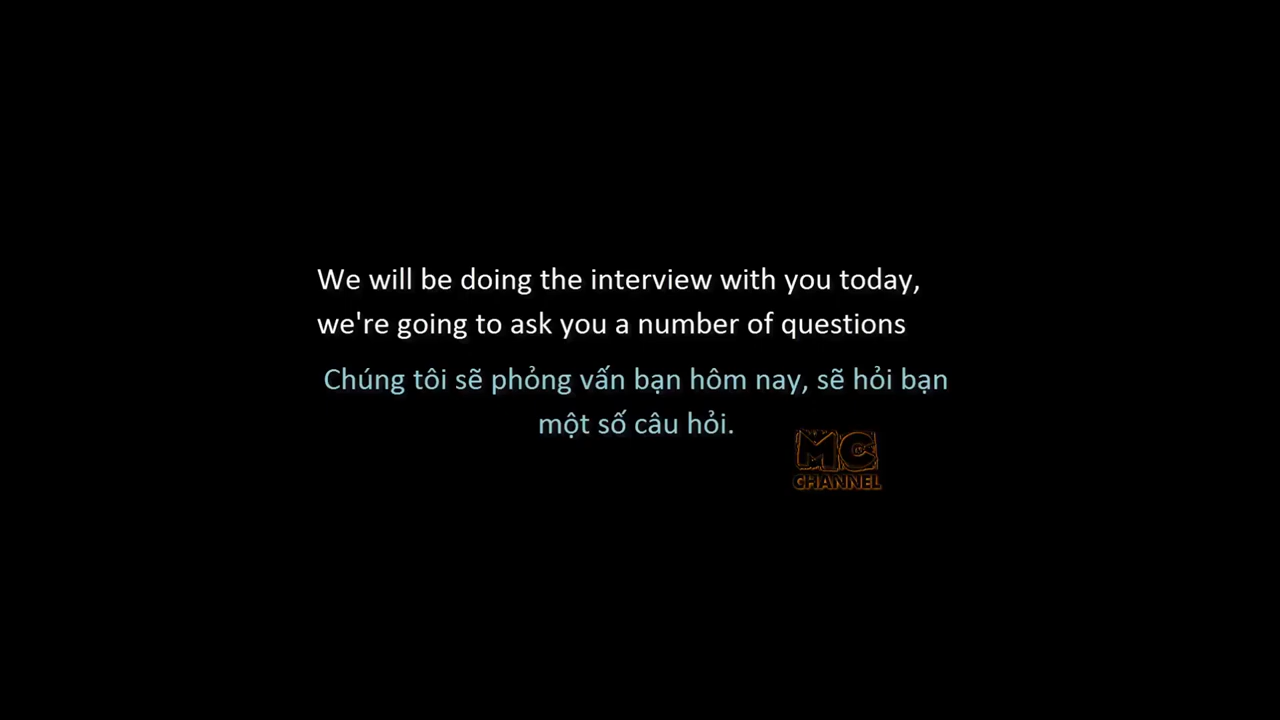 We will be doing the interview with you today,
we're going to ask you a number of questions
Chúng tôi sẽ phỏng vấn bạn hôm nay, sẽ hỏi bạn
một số câu hỏi.
MC
CHANNEL